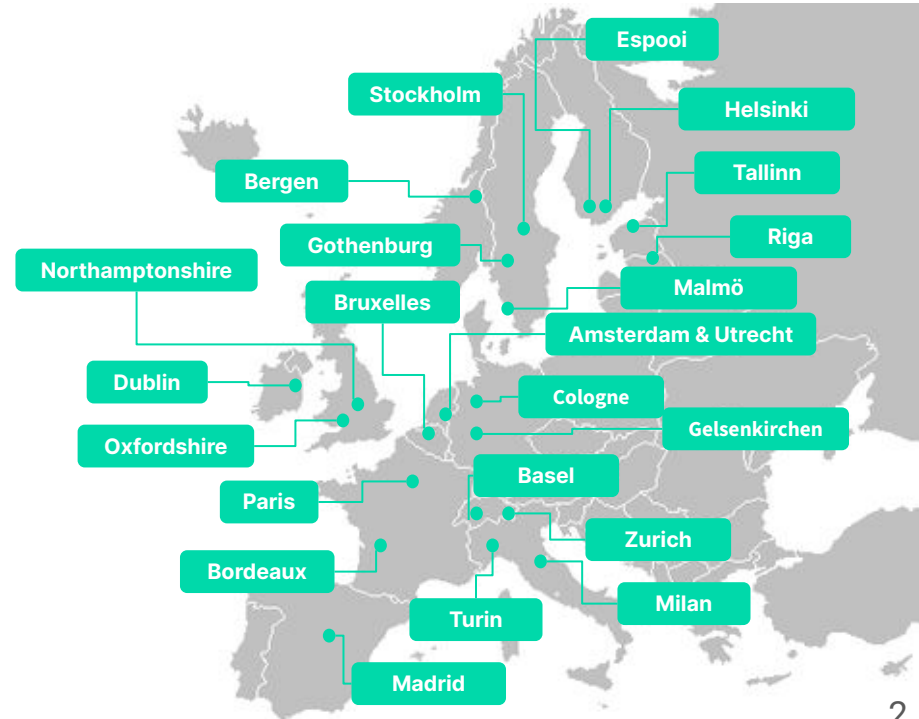 Espooi
Stockholm
Helsinki
Bergen
Tallinn
Gothenburg
Riga
Northamptonshire
Bruxelles
Malmö
Amsterdam & Utrecht
Dublin
Cologne
Oxfordshire
Gelsenkirchen
Basel
Paris
Zurich
Bordeaux
Milan
Turin
Madrid
2